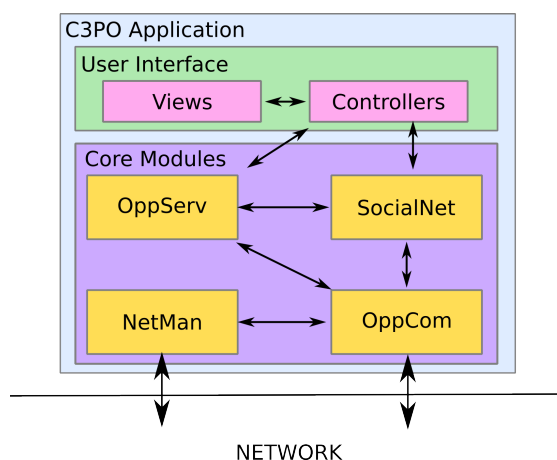 C3PO Application
User Interface
Views
Controllers
Core Modules
OppServ
SocialNet
NetMan
OppCom
NETWORK